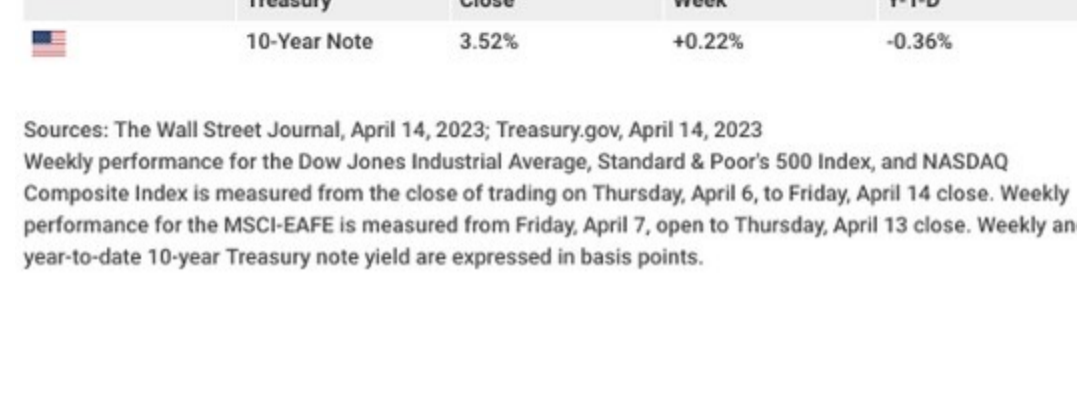 Treasury Close Week Y-T-D
10-Year Note 3.52% +0.22% -0.36%
Sources: The Wall Street Journal, April 14, 2023; Treasury.gov, April 14, 2023
Weekly performance for the Dow Jones Industrial Average, Standard & Poor's 500 Index, and NASDAQ
Composite Index is measured from the close of trading on Thursday, April 6, to Friday, April 14 close. Weekly
performance for the MSCI-EAFE is measured from Friday, April 7, open to Thursday, April 13 close. Weekly an
year-to-date 10-year Treasury note yield are expressed in basis points.